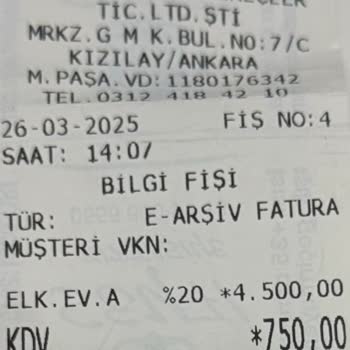 TİC.LTD.ŞTİ
MRKZ.G M K.BUL.NO:7/C
KIZILAY/ANKARA
M.PAŞA.VD:1180176342
TEL.0312 418 42 10
26-03-2025 FİŞ NO:4
SAAT: 14:07
BİLGİ FİŞİ
TÜR: E-ARŞİV FATURA
MÜŞTERİ VKN:
ELK.EV.A %20 *4.500,00
KDV *750,00